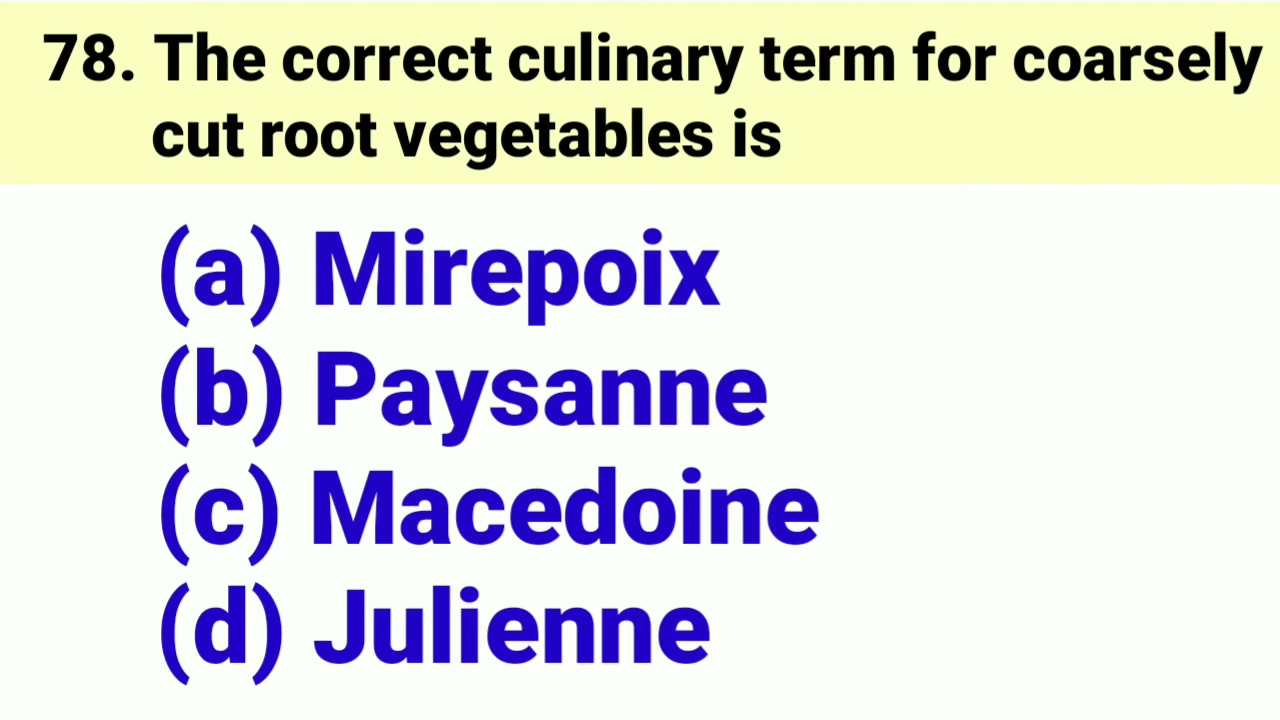 78. The correct culinary term for coarsely
cut root vegetables is
(a) Mirepoix
(b) Paysanne
(c) Macedoine
(d) Julienne